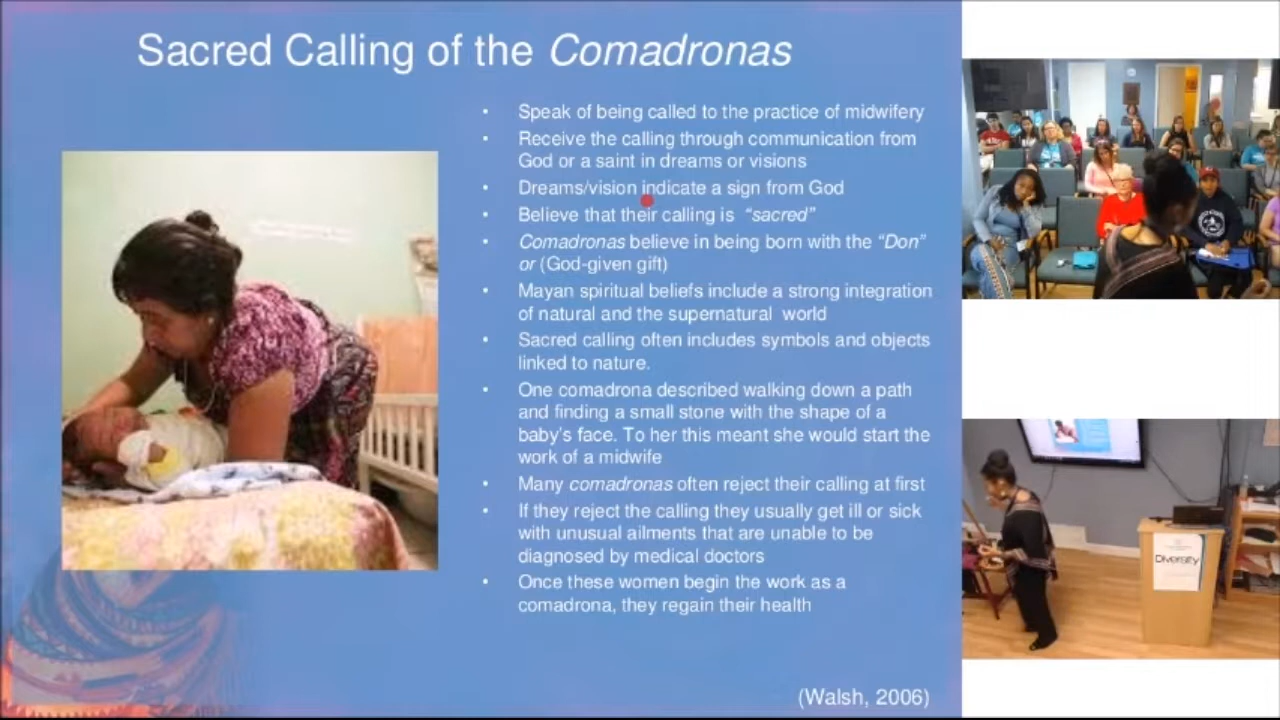 Sacred Calling of the Comadronas
• Speak of being called to the practice of midwifery
• Receive the calling through communication from
God or a saint in dreams or visions
• Dreams/vision indicate a sign from God
• Believe that their calling is “sacred”
• Comadronas believe in being born with the “Don”
or (God-given gift)
• Mayan spiritual beliefs include a strong integration
of natural and the supernatural world
• Sacred calling often includes symbols and objects
linked to nature.
• One comadrona described walking down a path
and finding a small stone with the shape of a
baby’s face. To her this meant she would start the
work of a midwife
• Many comadronas often reject their calling at first
• If they reject the calling they usually get ill or sick
with unusual ailments that are unable to be
diagnosed by medical doctors
• Once these women begin the work as a
comadrona, they regain their health
(Walsh, 2006)
Diversity